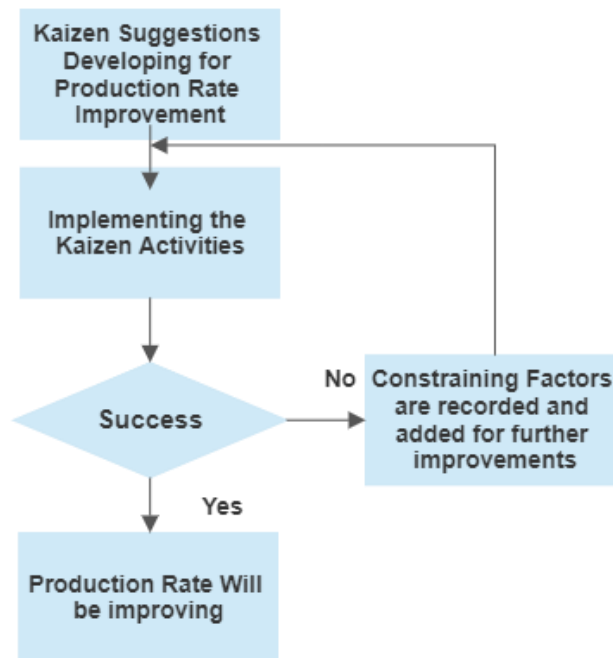 Kaizen Suggestions
Developing for
Production Rate
Improvement
Implementing the
Kaizen Activities
Success
No
Constraining Factors
are recorded and
added for further
improvements
Yes
Production Rate Will
be improving